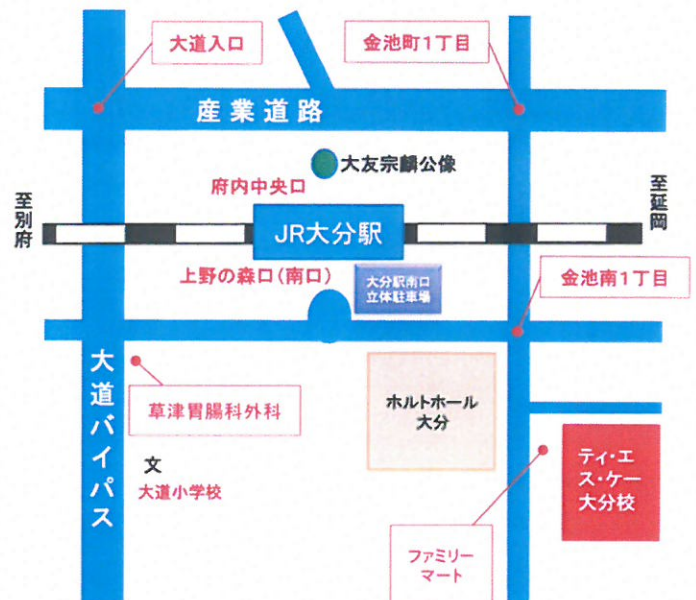 大道入口
金池町1丁目
産業道路
大友宗麟公像
府内中央口
至別府
至延岡
JR大分駅
上野の森口(南口)
大分駅南口
立体駐車場
金池南1丁目
大道バイパス
草津胃腸科外科
ホルトホール
大分
文
大道小学校
ティ・エ
ス・ケー
大分校
ファミリー
マート